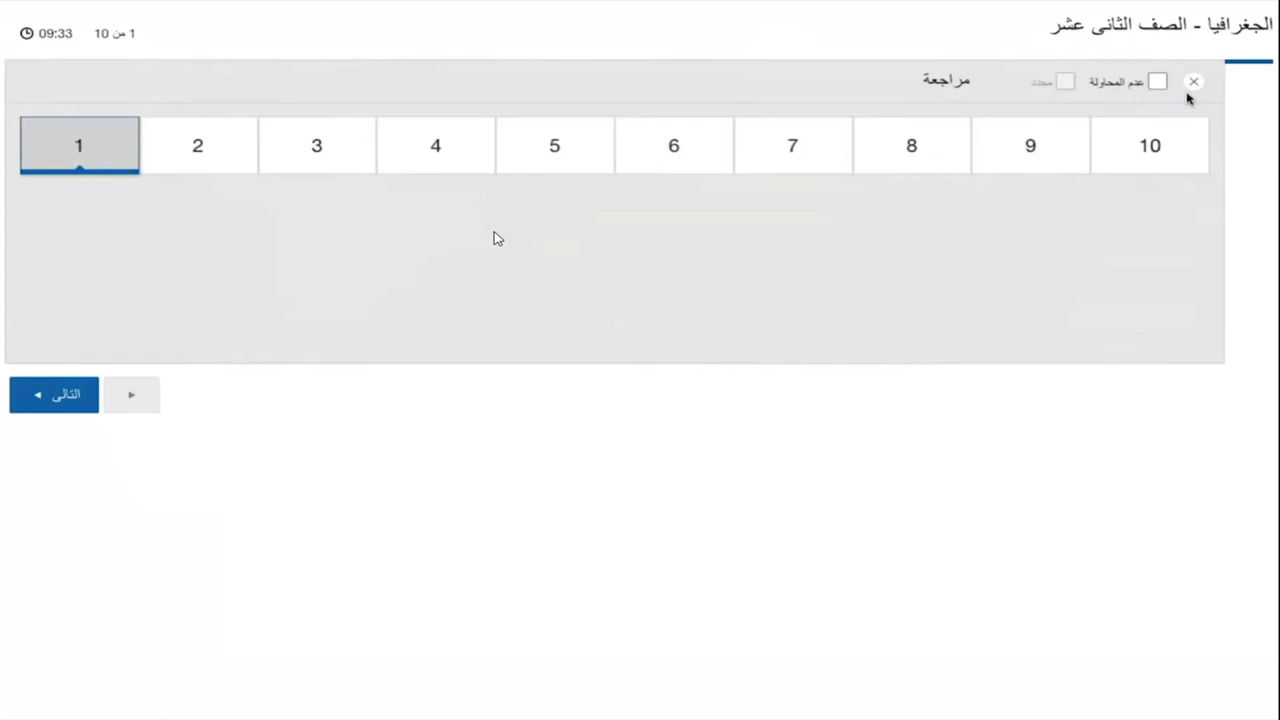 الجغرافيا - الصف الثانى عشر
1 من 10
09:33
عدم المحاولة
محدد
مراجعة
1 2 3 4 5 6 7 8 9 10
التالى